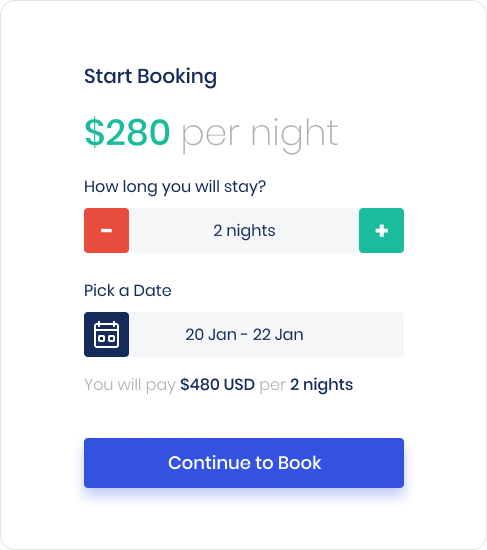 Start Booking
$280 per night
How long you will stay?
- 2 nights +
Pick a Date
20 Jan - 22 Jan
You will pay $480 USD per 2 nights
Continue to Book